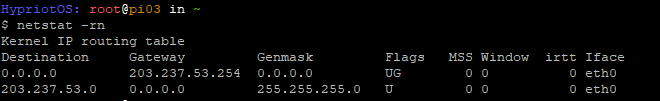 HypriotOS: root@pi03 in ~
$ netstat -rn
Kernel IP routing table
Destination     Gateway         Genmask         Flags   MSS Window  irtt Iface
0.0.0.0         203.237.53.254  0.0.0.0         UG        0 0          0 eth0
203.237.53.0    0.0.0.0         255.255.255.0   U         0 0          0 eth0